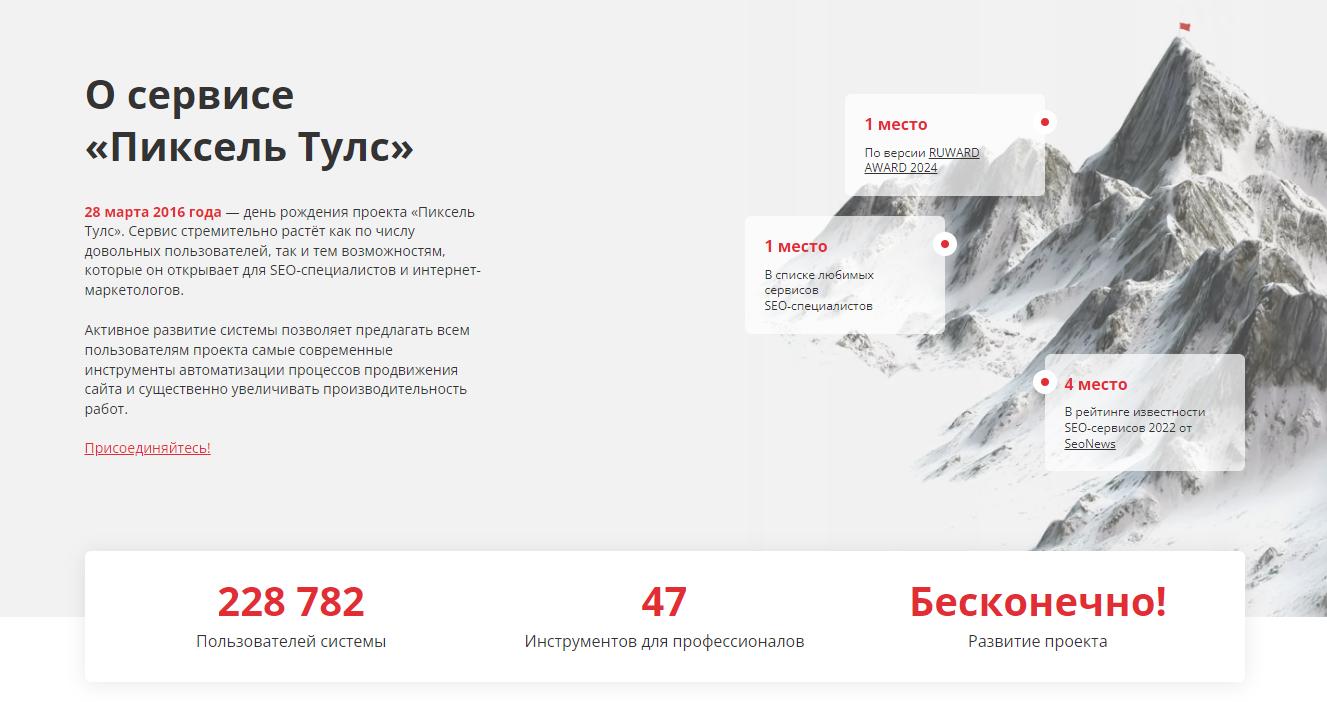 О сервисе
«Пиксель Тулс»
28 марта 2016 года — день рождения проекта «Пиксель
Тулс». Сервис стремительно растёт как по числу
довольных пользователей, так и тем возможностям,
которые он открывает для SEO-специалистов и интернет-
маркетологов.
Активное развитие системы позволяет предлагать всем
пользователям проекта самые современные
инструменты автоматизации процессов продвижения
сайта и существенно увеличивать производительность
работ.
Присоединяйтесь!
1 место
По версии RUWARD
AWARD 2024
1 место
В списке любимых
сервисов
SEO-специалистов
4 место
В рейтинге известности
SEO-сервисов 2022 от
SeoNews
228 782
Пользователей системы
47
Инструментов для профессионалов
Бесконечно!
Развитие проекта